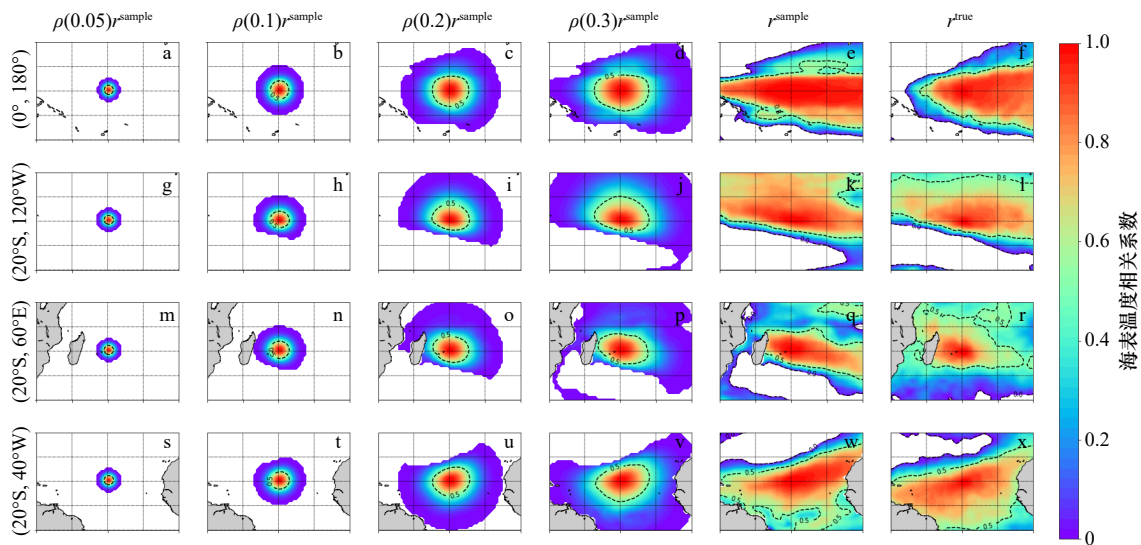 ρ(0.05)r^sample ρ(0.1)r^sample ρ(0.2)r^sample ρ(0.3)r^sample r^sample r^true
(0°, 180°) a b c d e f
(20°S, 120°W) g h i j k l
(20°S, 60°E) m n o p q r
(20°S, 40°W) s t u v w x
1.0
0.8
0.6
0.4
0.2
0
海表温度相关系数